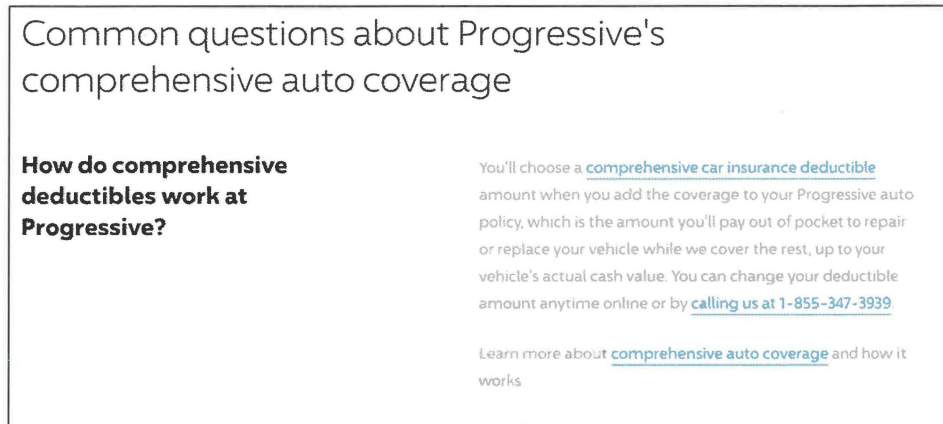 Common questions about Progressive's
comprehensive auto coverage
How do comprehensive
deductibles work at
Progressive?
You'll choose a comprehensive car insurance deductible
amount when you add the coverage to your Progressive auto
policy, which is the amount you'll pay out of pocket to repair
or replace your vehicle while we cover the rest, up to your
vehicle's actual cash value. You can change your deductible
amount anytime online or by calling us at 1-855-347-3939
Learn more about comprehensive auto coverage and how it
works